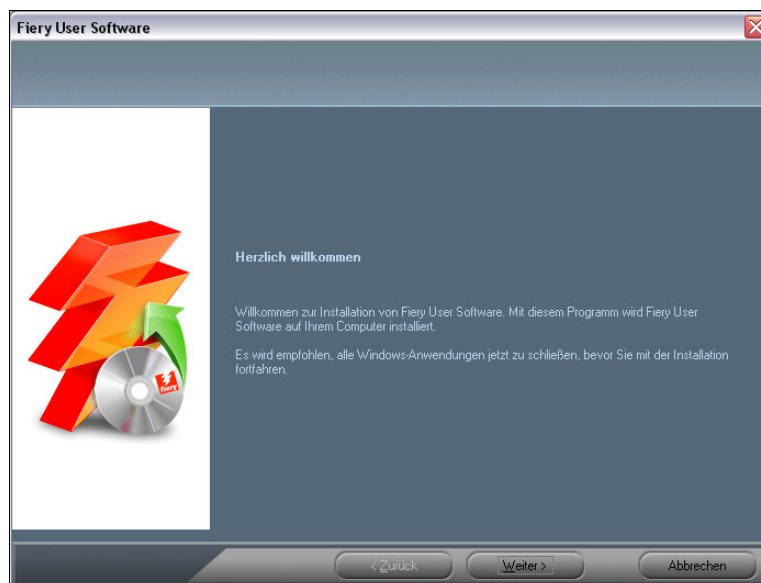 Fiery User Software
Herzlich willkommen
Willkommen zur Installation von Fiery User Software. Mit diesem Programm wird Fiery User
Software auf Ihrem Computer installiert.
Es wird empfohlen, alle Windows-Anwendungen jetzt zu schließen, bevor Sie mit der Installation
fortfahren.
fiery
< Zurück
Weiter >
Abbrechen